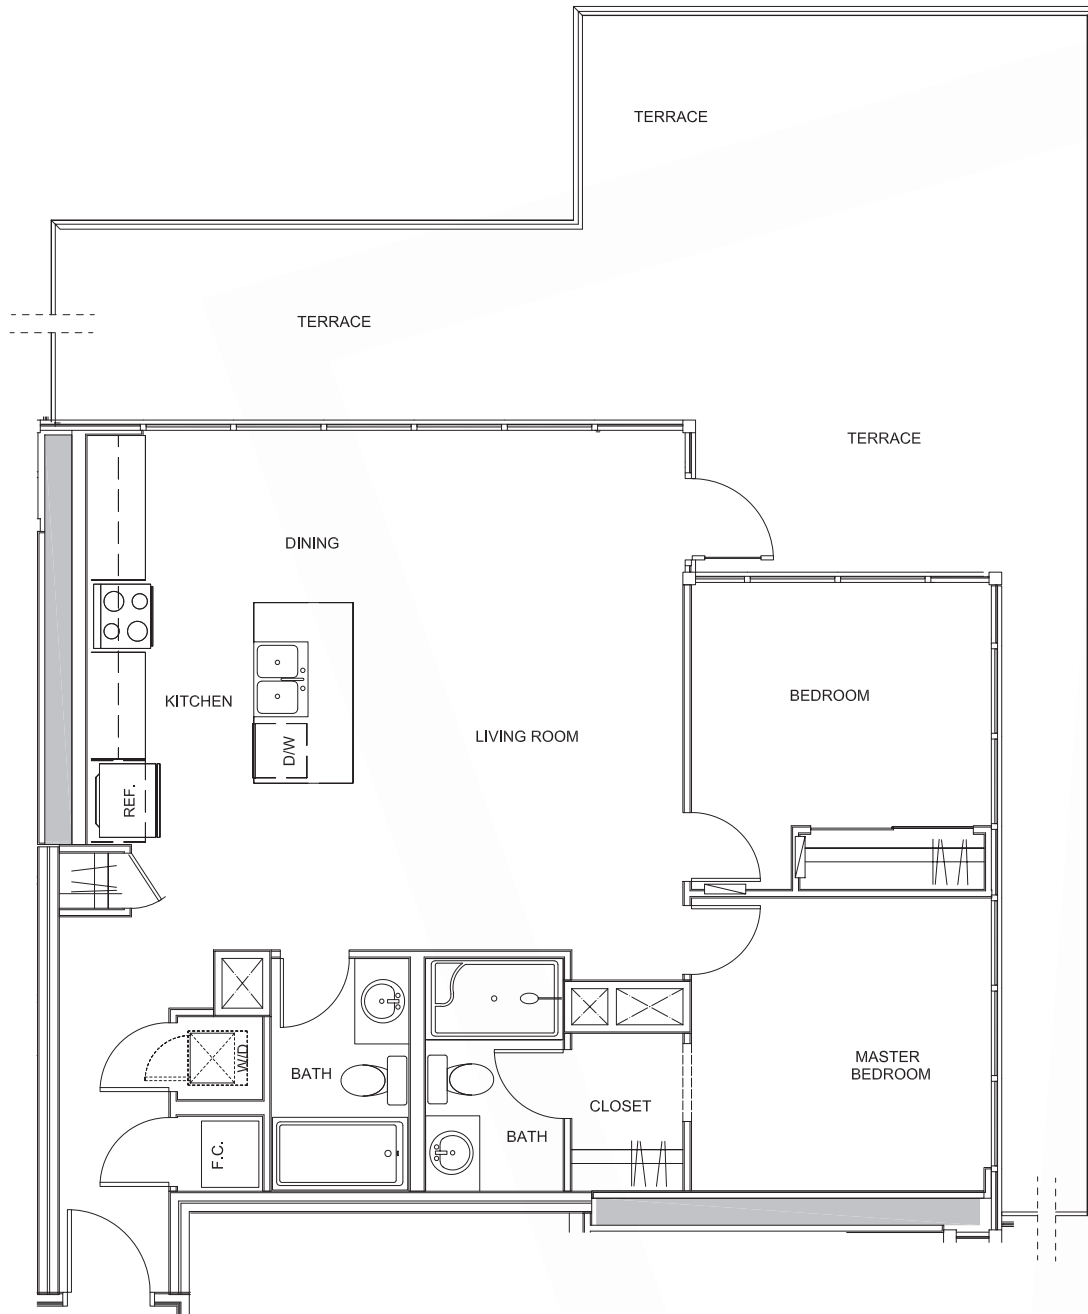 TERRACE
TERRACE
TERRACE
DINING
BEDROOM
KITCHEN
LIVING ROOM
D/W
REF.
MASTER
BEDROOM
W/D
BATH
CLOSET
BATH
F.C.